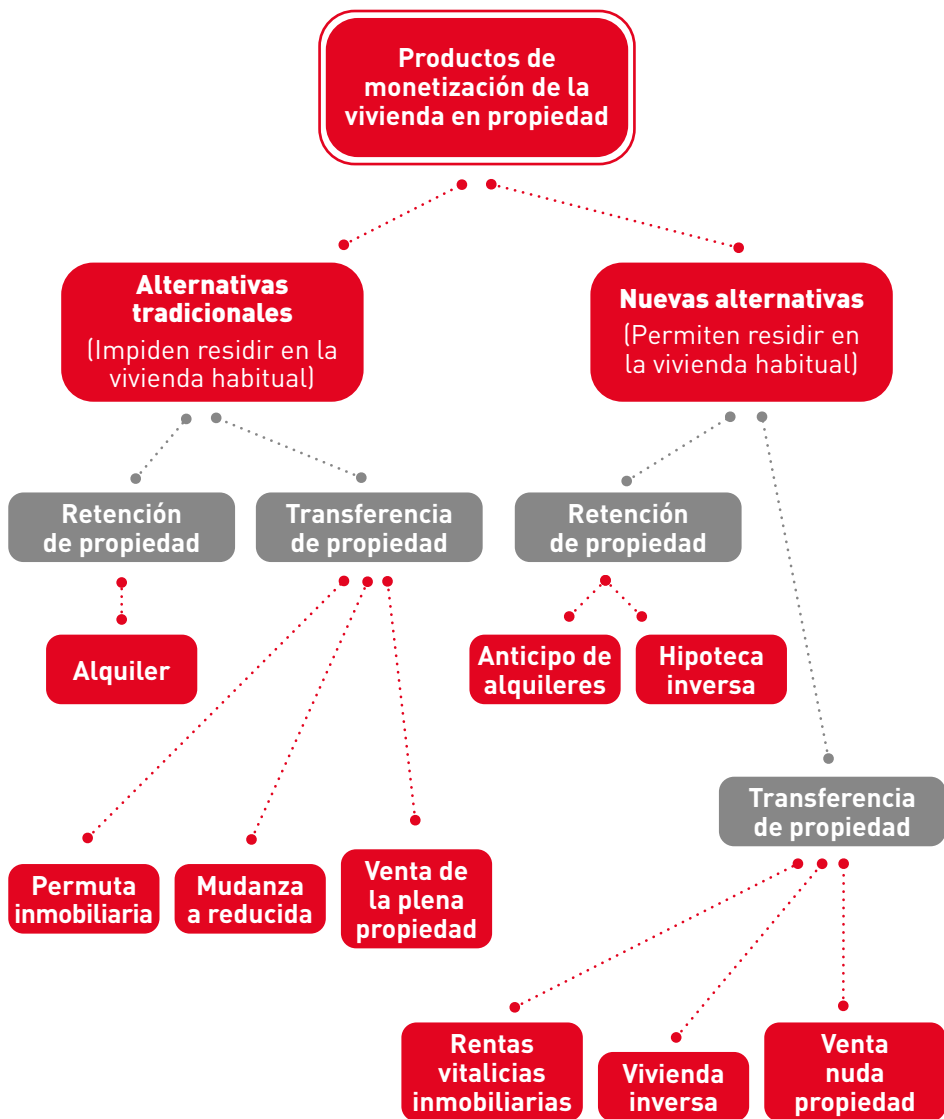 Productos de
monetización de la
vivienda en propiedad
Alternativas
tradicionales
(Impiden residir en la
vivienda habitual)
Nuevas alternativas
(Permiten residir en
la vivienda habitual)
Retención
de propiedad
Transferencia
de propiedad
Retención
de propiedad
Alquiler
Anticipo de
alquileres
Hipoteca
inversa
Transferencia
de propiedad
Permuta
inmobiliaria
Mudanza
a reducida
Venta de
la plena
propiedad
Rentas
vitalicias
inmobiliarias
Vivienda
inversa
Venta
nuda
propiedad